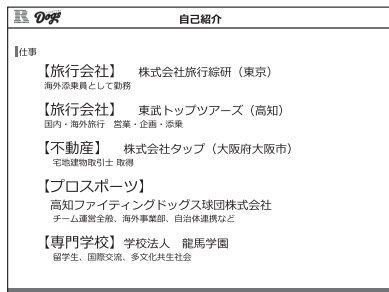 R Dogs
自己紹介
仕事
【旅行会社】 株式会社旅行綜研(東京)
海外添乗員として勤務
【旅行会社】 東武トップツアーズ(高知)
国内・海外旅行 営業・企画・添乗
【不動産】 株式会社タップ(大阪府大阪市)
宅地建物取引士 取得
【プロスポーツ】
高知ファイティングドッグス球団株式会社
チーム運営全般、海外事業部、自治体連携など
【専門学校】学校法人 龍馬学園
留学生、国際交流、多文化共生社会